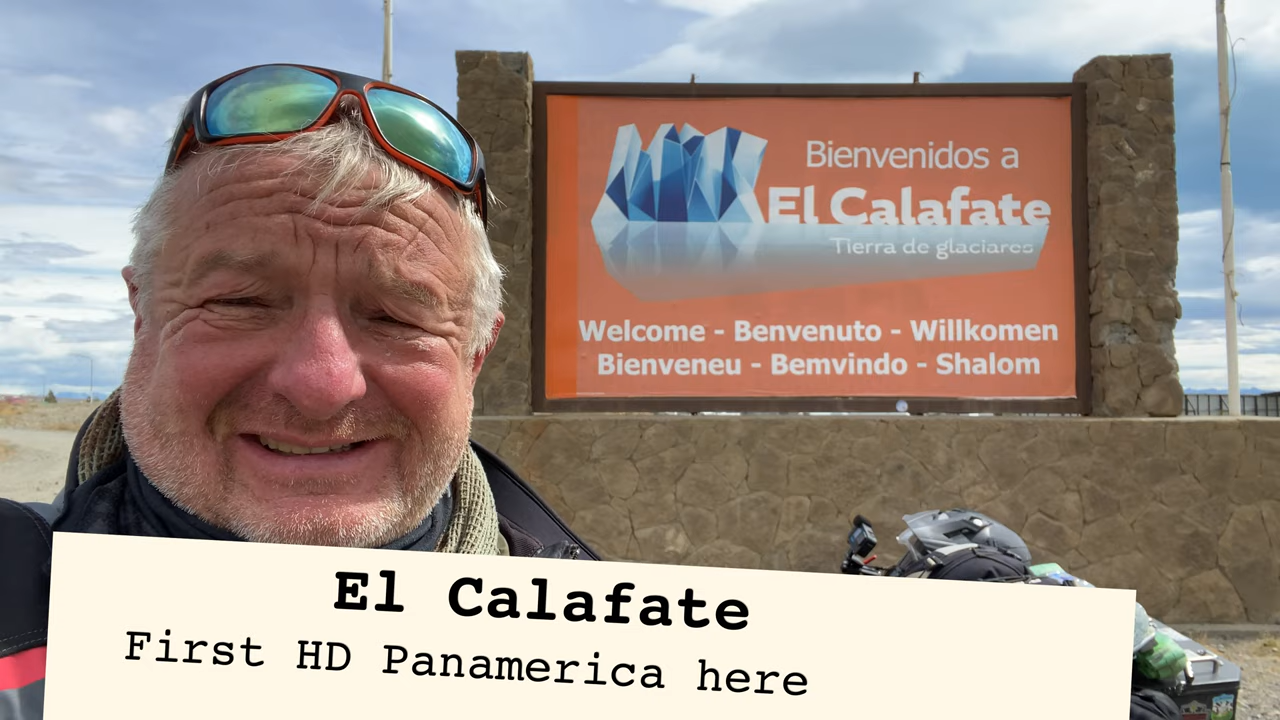 Bienvenidos a
El Calafate
Tierra de glaciares
Welcome - Benvenuto - Willkomen
Bienveneu - Bemvindo - Shalom
El Calafate
First HD Panamerica here